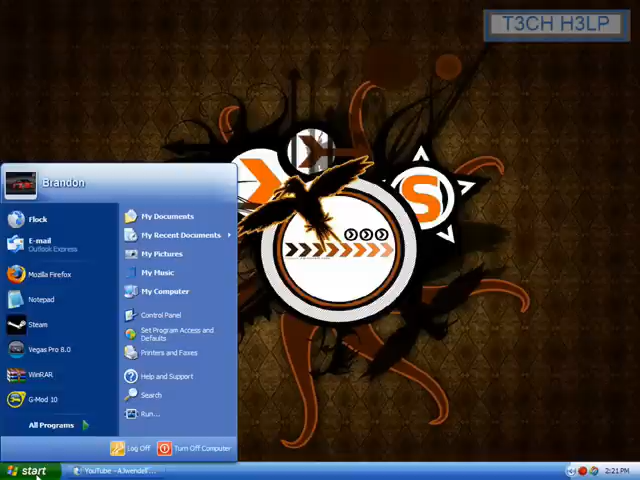 T3CH H3LP
Brandon
Flock
E-mail
Outlook Express
Mozilla Firefox
Notepad
Steam
Vegas Pro 8.0
WinRAR
G-Mod 10
All Programs
My Documents
My Recent Documents
My Pictures
My Music
My Computer
Control Panel
Set Program Access and
Defaults
Printers and Faxes
Help and Support
Search
Run...
Log Off
Turn Off Computer
S
start
YouTube - AJwendell'...
2:21 PM